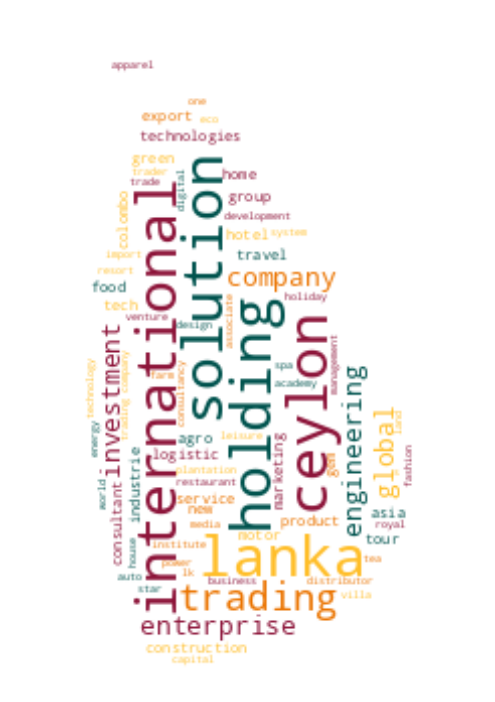 apparel
one
export
eco
technologies
green
trader
trade
digital
home
solution
international
colombo
group
development
hotel
system
import
travel
resort
food
company
holding
tech
associate
holiday
venture
design
ceylon
investment
management
technology
trading company
farm
consultancy
spa
academy
engineering
global
land
energy
agro
leisure
logistic
marketing
gem
industrie
plantation
restaurant
fashion
world
consultant
service
new
media
product
asia
royal
motor
tour
house
institute
lanka
power
lk
tea
auto
star
business
distributor
villa
trading
enterprise
construction
capital